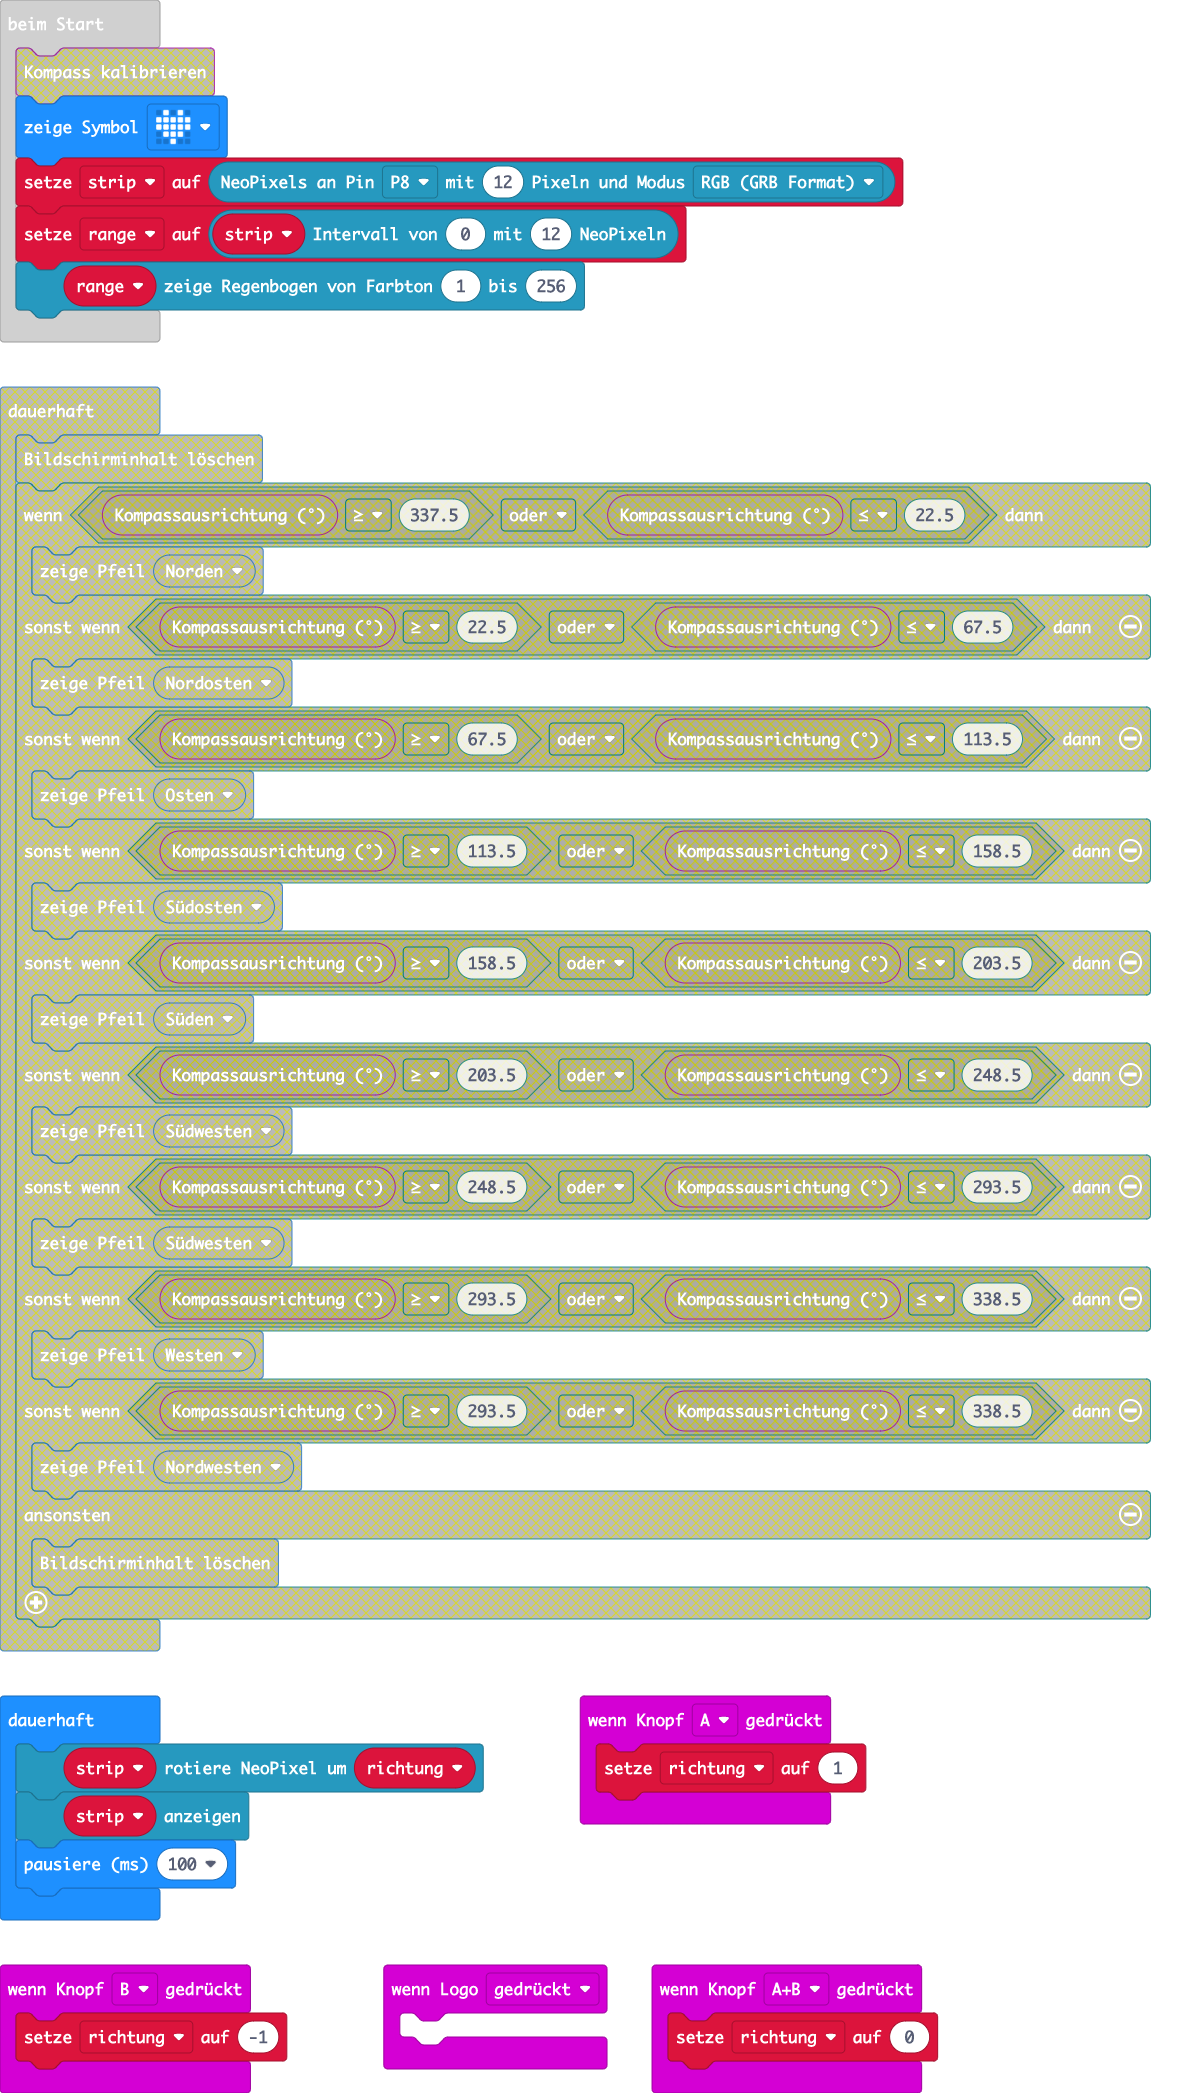 beim Start
Kompass kalibrieren
zeige Symbol
setze strip auf NeoPixels an Pin P8 mit 12 Pixeln und Modus RGB (GRB Format)
setze range auf strip Intervall von 0 mit 12 NeoPixeln
range zeige Regenbogen von Farbton 1 bis 256
dauerhaft
Bildschirminhalt löschen
wenn Kompassausrichtung (°) ≥ 337.5 oder Kompassausrichtung (°) ≤ 22.5 dann
zeige Pfeil Norden
sonst wenn Kompassausrichtung (°) ≥ 22.5 oder Kompassausrichtung (°) ≤ 67.5 dann
zeige Pfeil Nordosten
sonst wenn Kompassausrichtung (°) ≥ 67.5 oder Kompassausrichtung (°) ≤ 113.5 dann
zeige Pfeil Osten
sonst wenn Kompassausrichtung (°) ≥ 113.5 oder Kompassausrichtung (°) ≤ 158.5 dann
zeige Pfeil Südosten
sonst wenn Kompassausrichtung (°) ≥ 158.5 oder Kompassausrichtung (°) ≤ 203.5 dann
zeige Pfeil Süden
sonst wenn Kompassausrichtung (°) ≥ 203.5 oder Kompassausrichtung (°) ≤ 248.5 dann
zeige Pfeil Südwesten
sonst wenn Kompassausrichtung (°) ≥ 248.5 oder Kompassausrichtung (°) ≤ 293.5 dann
zeige Pfeil Südwesten
sonst wenn Kompassausrichtung (°) ≥ 293.5 oder Kompassausrichtung (°) ≤ 338.5 dann
zeige Pfeil Westen
sonst wenn Kompassausrichtung (°) ≥ 293.5 oder Kompassausrichtung (°) ≤ 338.5 dann
zeige Pfeil Nordwesten
ansonsten
Bildschirminhalt löschen
dauerhaft
strip rotiere NeoPixel um richtung
strip anzeigen
pausiere (ms) 100
wenn Knopf A gedrückt
setze richtung auf 1
wenn Knopf B gedrückt
setze richtung auf -1
wenn Logo gedrückt
wenn Knopf A+B gedrückt
setze richtung auf 0